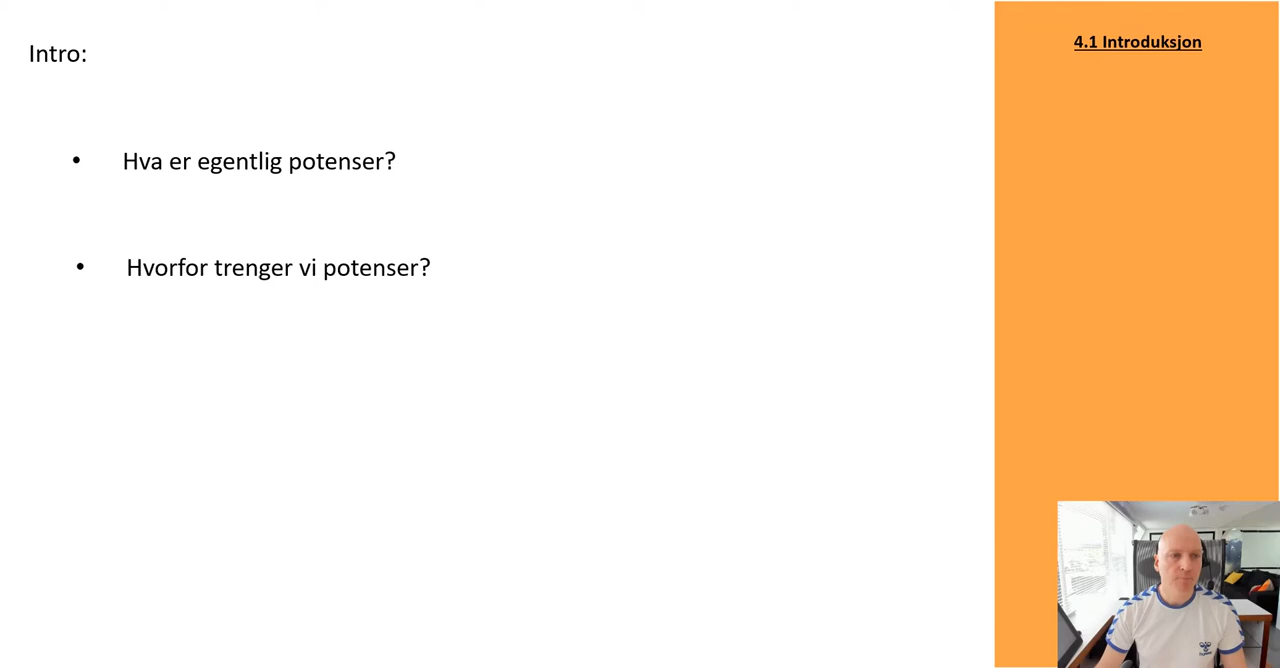 Intro:
4.1 Introduksjon
• Hva er egentlig potenser?
• Hvorfor trenger vi potenser?